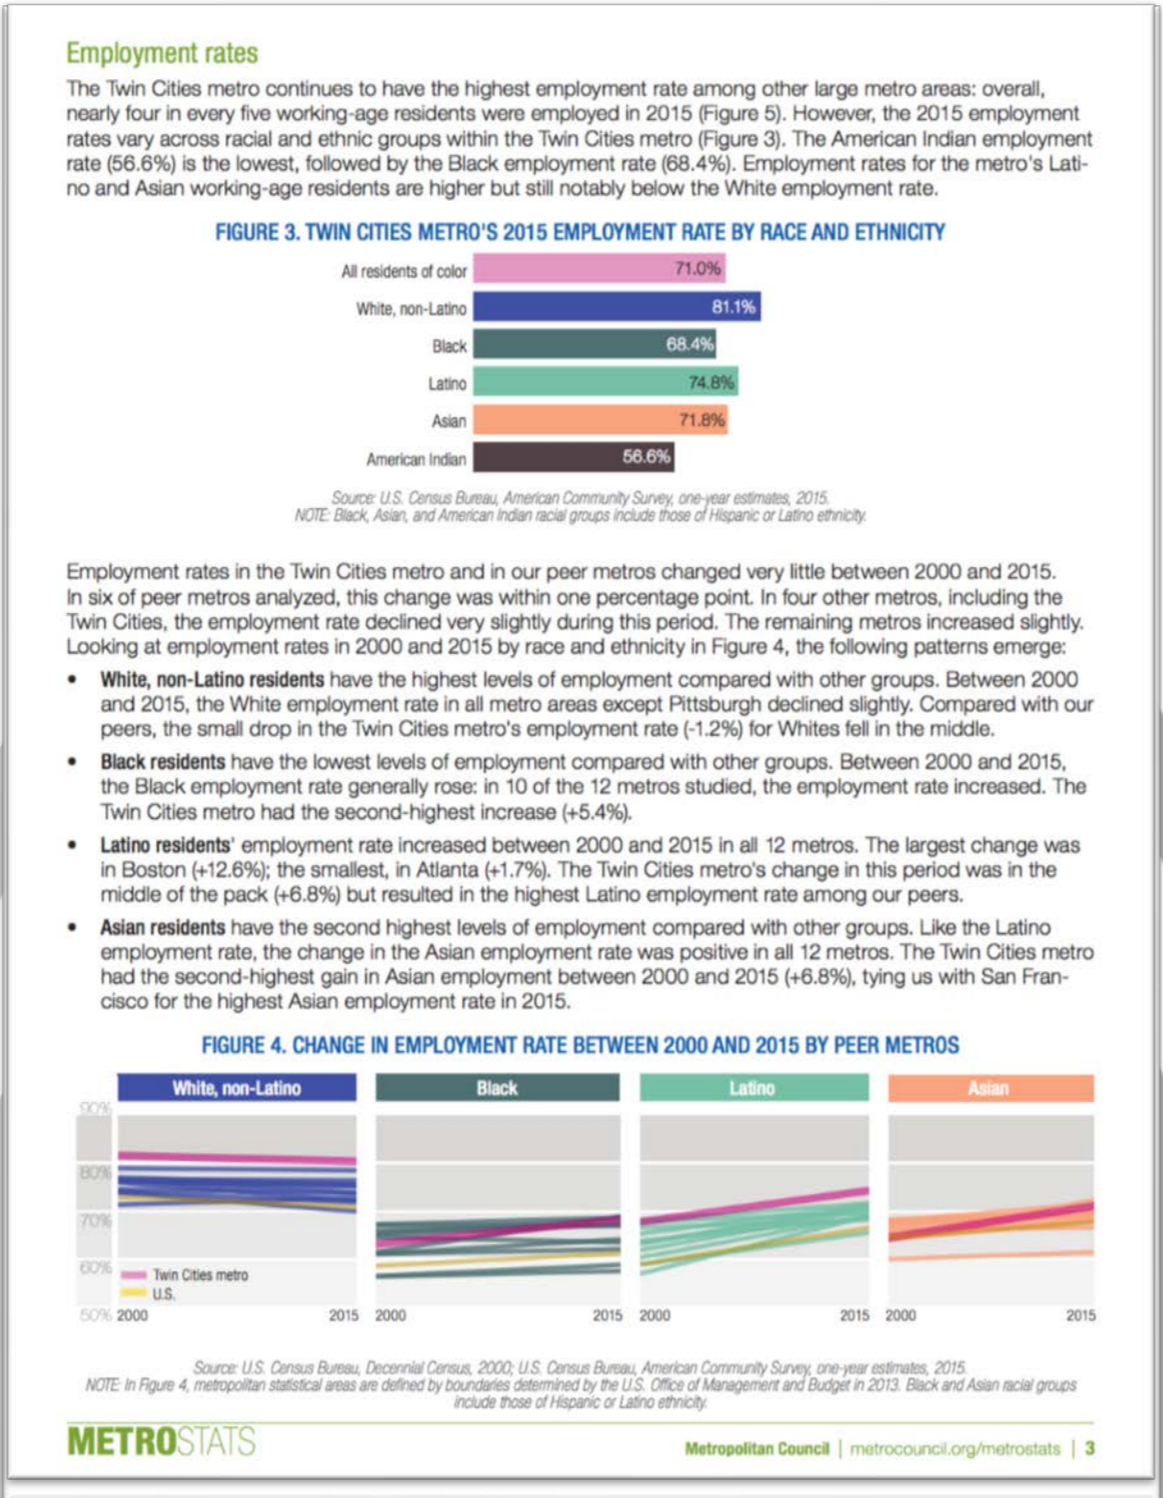 Employment rates
The Twin Cities metro continues to have the highest employment rate among other large metro areas: overall,
nearly four in every five working-age residents were employed in 2015 (Figure 5). However, the 2015 employment
rates vary across racial and ethnic groups within the Twin Cities metro (Figure 3). The American Indian employment
rate (56.6%) is the lowest, followed by the Black employment rate (68.4%). Employment rates for the metro's Lati-
no and Asian working-age residents are higher but still notably below the White employment rate.
FIGURE 3. TWIN CITIES METRO'S 2015 EMPLOYMENT RATE BY RACE AND ETHNICITY
All residents of color 71.0%
White, non-Latino 81.1%
Black 68.4%
Latino 74.8%
Asian 71.8%
American Indian 56.6%
Source: U.S. Census Bureau, American Community Survey, one-year estimates, 2015.
NOTE: Black, Asian, and American Indian racial groups include those of Hispanic or Latino ethnicity.
Employment rates in the Twin Cities metro and in our peer metros changed very little between 2000 and 2015.
In six of peer metros analyzed, this change was within one percentage point. In four other metros, including the
Twin Cities, the employment rate declined very slightly during this period. The remaining metros increased slightly.
Looking at employment rates in 2000 and 2015 by race and ethnicity in Figure 4, the following patterns emerge:
• White, non-Latino residents have the highest levels of employment compared with other groups. Between 2000
and 2015, the White employment rate in all metro areas except Pittsburgh declined slightly. Compared with our
peers, the small drop in the Twin Cities metro's employment rate (-1.2%) for Whites fell in the middle.
• Black residents have the lowest levels of employment compared with other groups. Between 2000 and 2015,
the Black employment rate generally rose: in 10 of the 12 metros studied, the employment rate increased. The
Twin Cities metro had the second-highest increase (+5.4%).
• Latino residents' employment rate increased between 2000 and 2015 in all 12 metros. The largest change was
in Boston (+12.6%); the smallest, in Atlanta (+1.7%). The Twin Cities metro's change in this period was in the
middle of the pack (+6.8%) but resulted in the highest Latino employment rate among our peers.
• Asian residents have the second highest levels of employment compared with other groups. Like the Latino
employment rate, the change in the Asian employment rate was positive in all 12 metros. The Twin Cities metro
had the second-highest gain in Asian employment between 2000 and 2015 (+6.8%), tying us with San Fran-
cisco for the highest Asian employment rate in 2015.
FIGURE 4. CHANGE IN EMPLOYMENT RATE BETWEEN 2000 AND 2015 BY PEER METROS
White, non-Latino Black Latino Asian
90%
80%
70%
60%
Twin Cities metro
U.S.
50% 2000 2015 2000 2015 2000 2015 2000 2015
Source: U.S. Census Bureau, Decennial Census, 2000; U.S. Census Bureau, American Community Survey, one-year estimates, 2015.
NOTE: In Figure 4, metropolitan statistical areas are defined by boundaries determined by the U.S. Office of Management and Budget in 2013. Black and Asian racial groups
include those of Hispanic or Latino ethnicity.
METROSTATS
Metropolitan Council | metrocouncil.org/metrostats | 3